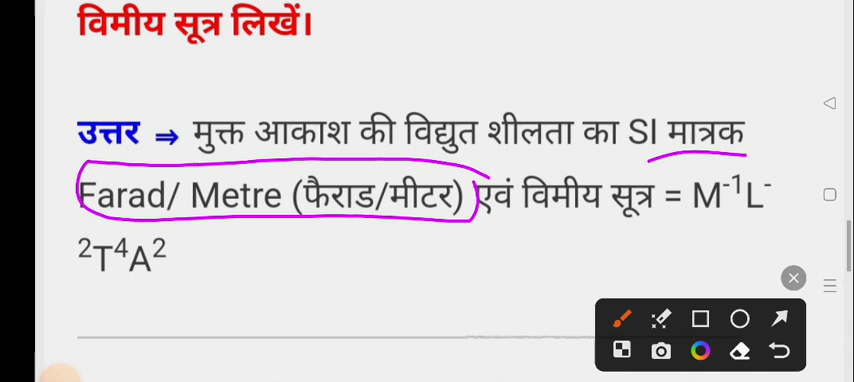 विमीय सूत्र लिखें।
उत्तर ⇒ मुक्त आकाश की विद्युत शीलता का SI मात्रक
Farad/ Metre (फैराड/मीटर) एवं विमीय सूत्र = M⁻¹L⁻
²T⁴A²